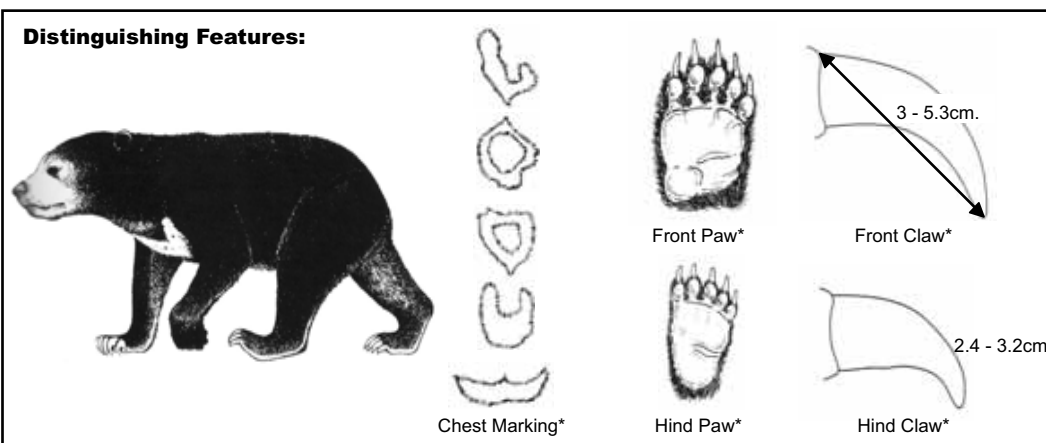 Distinguishing Features:
3 - 5.3cm.
Front Paw*
Front Claw*
2.4 - 3.2cm
Chest Marking*
Hind Paw*
Hind Claw*